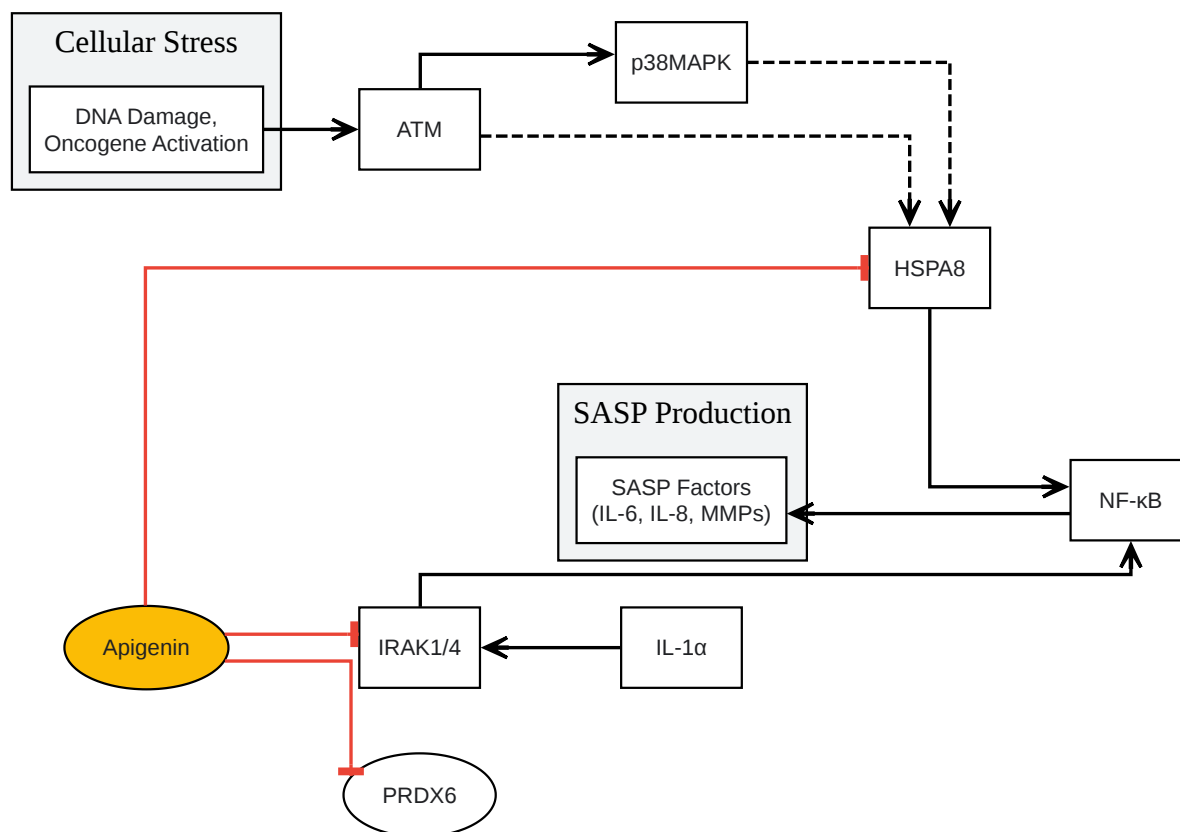 Cellular Stress
DNA Damage,
Oncogene Activation
ATM
p38MAPK
HSPA8
SASP Production
SASP Factors
(IL-6, IL-8, MMPs)
NF-κB
Apigenin
IRAK1/4
IL-1α
PRDX6